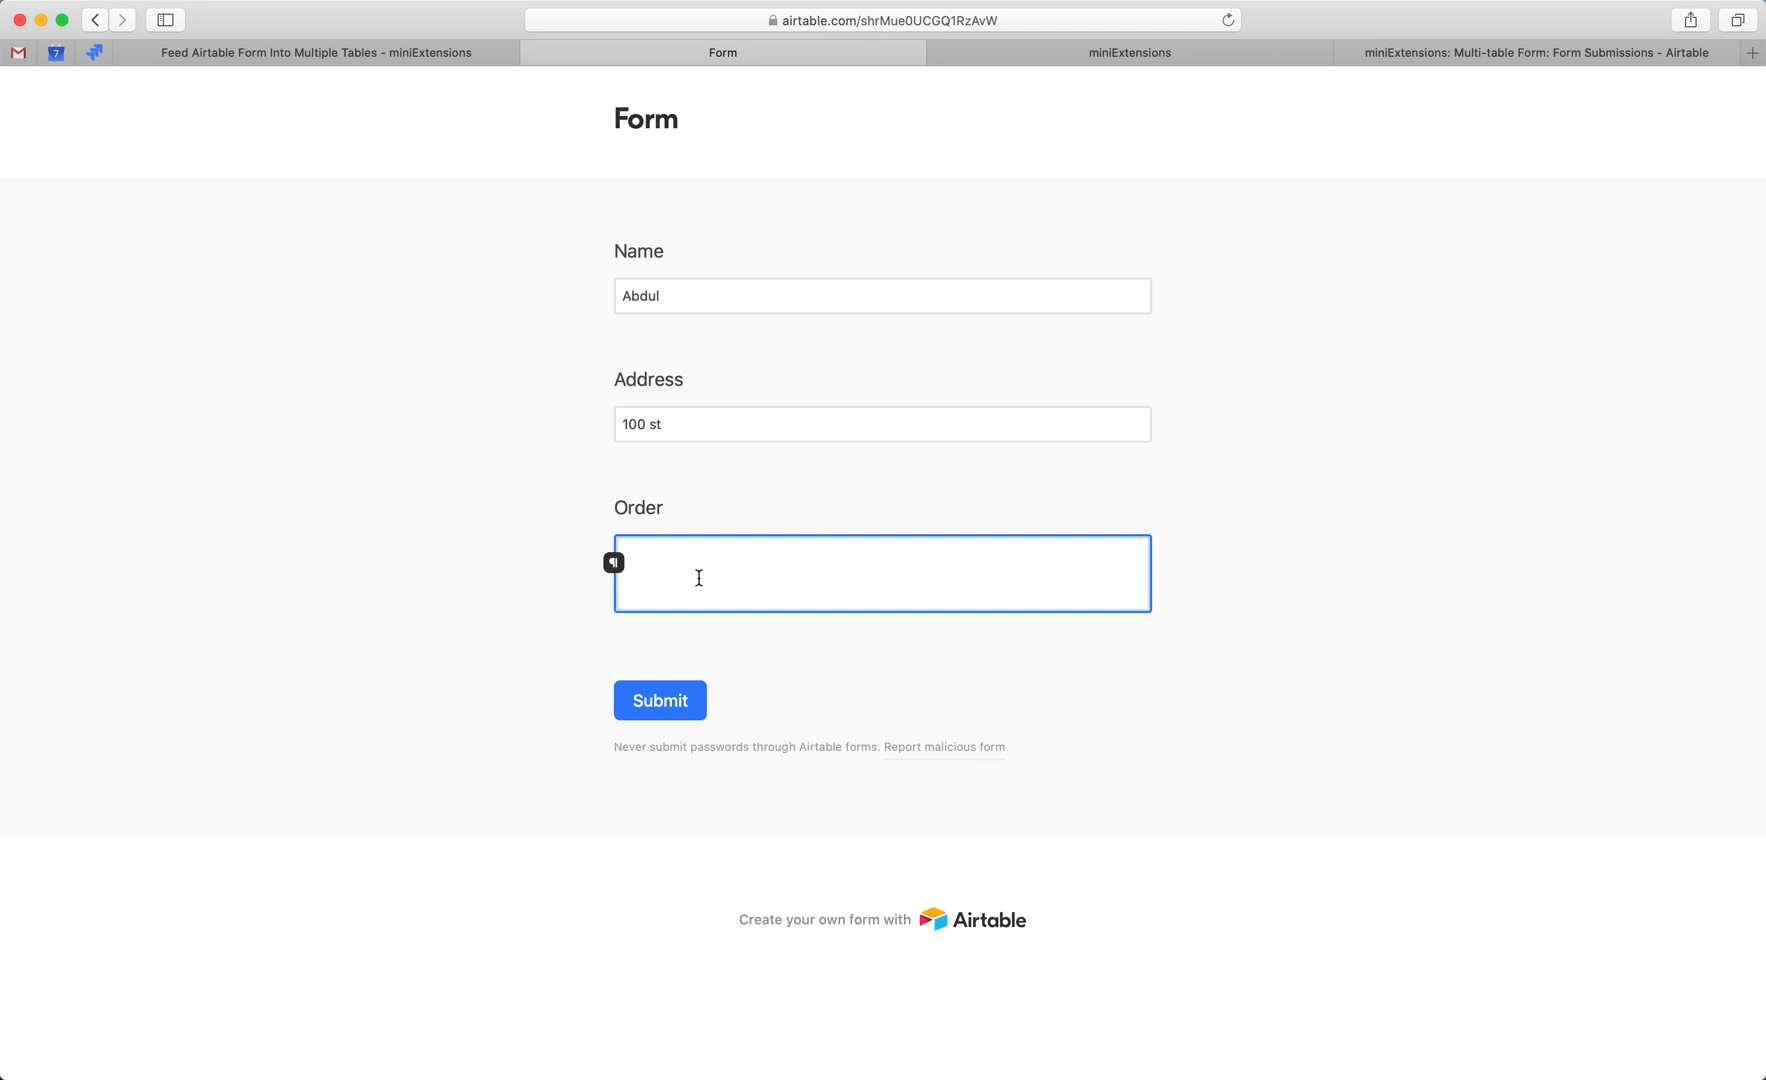 airtable.com/shrMue0UCGQ1RzAvW
7
Feed Airtable Form Into Multiple Tables - miniExtensions
Form
miniExtensions
miniExtensions: Multi-table Form: Form Submissions - Airtable
Form
Name
Abdul
Address
100 st
Order
¶
Submit
Never submit passwords through Airtable forms. Report malicious form
Create your own form with Airtable